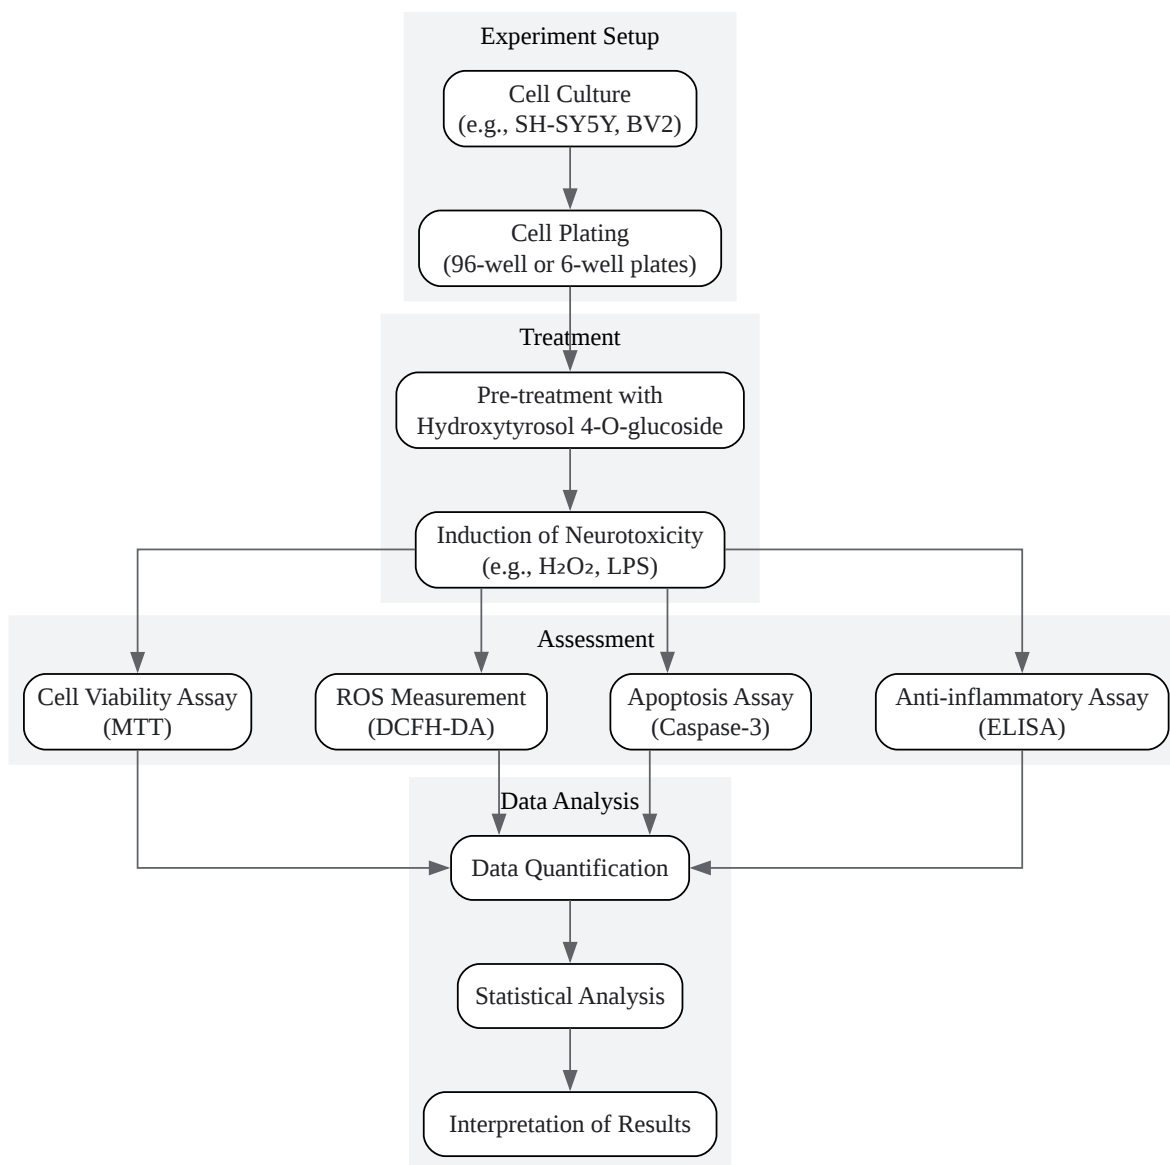 Experiment Setup
Cell Culture
(e.g., SH-SY5Y, BV2)
Cell Plating
(96-well or 6-well plates)
Treatment
Pre-treatment with
Hydroxytyrosol 4-O-glucoside
Induction of Neurotoxicity
(e.g., H₂O₂, LPS)
Assessment
Cell Viability Assay
(MTT)
ROS Measurement
(DCFH-DA)
Apoptosis Assay
(Caspase-3)
Anti-inflammatory Assay
(ELISA)
Data Analysis
Data Quantification
Statistical Analysis
Interpretation of Results